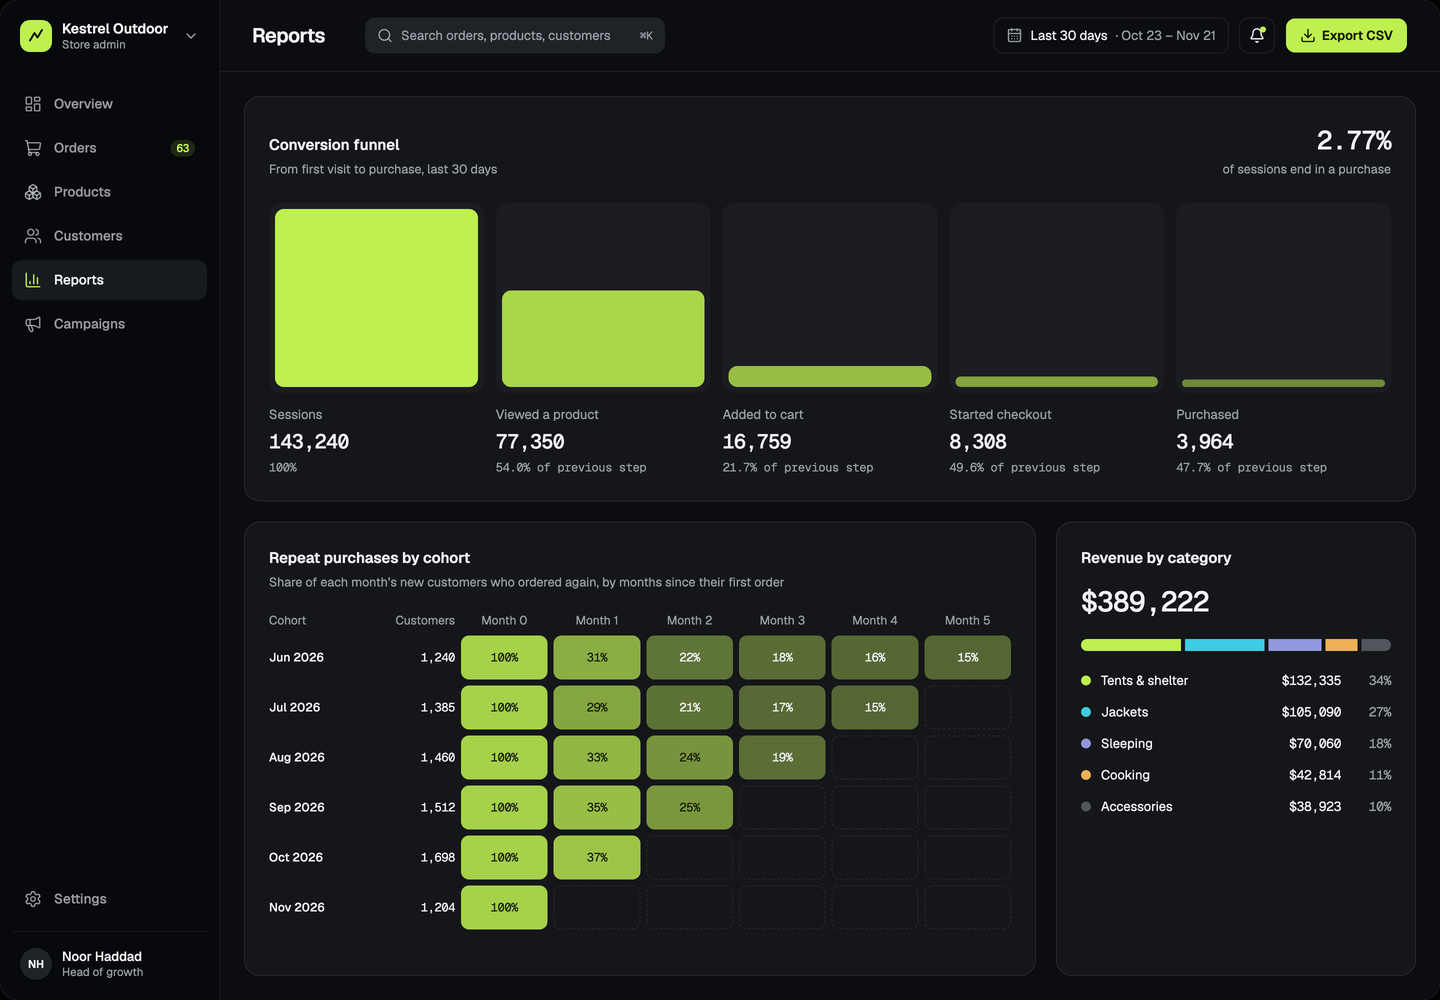 Kestrel Outdoor
Store admin
Overview
Orders 63
Products
Customers
Reports
Campaigns
Settings
NH
Noor Haddad
Head of growth
Reports
Search orders, products, customers ⌘K
Last 30 days · Oct 23 – Nov 21
Export CSV
Conversion funnel
From first visit to purchase, last 30 days
2.77%
of sessions end in a purchase
Sessions
143,240
100%
Viewed a product
77,350
54.0% of previous step
Added to cart
16,759
21.7% of previous step
Started checkout
8,308
49.6% of previous step
Purchased
3,964
47.7% of previous step
Repeat purchases by cohort
Share of each month's new customers who ordered again, by months since their first order
Cohort Customers Month 0 Month 1 Month 2 Month 3 Month 4 Month 5
Jun 2026 1,240 100% 31% 22% 18% 16% 15%
Jul 2026 1,385 100% 29% 21% 17% 15%
Aug 2026 1,460 100% 33% 24% 19%
Sep 2026 1,512 100% 35% 25%
Oct 2026 1,698 100% 37%
Nov 2026 1,204 100%
Revenue by category
$389,222
Tents & shelter $132,335 34%
Jackets $105,090 27%
Sleeping $70,060 18%
Cooking $42,814 11%
Accessories $38,923 10%